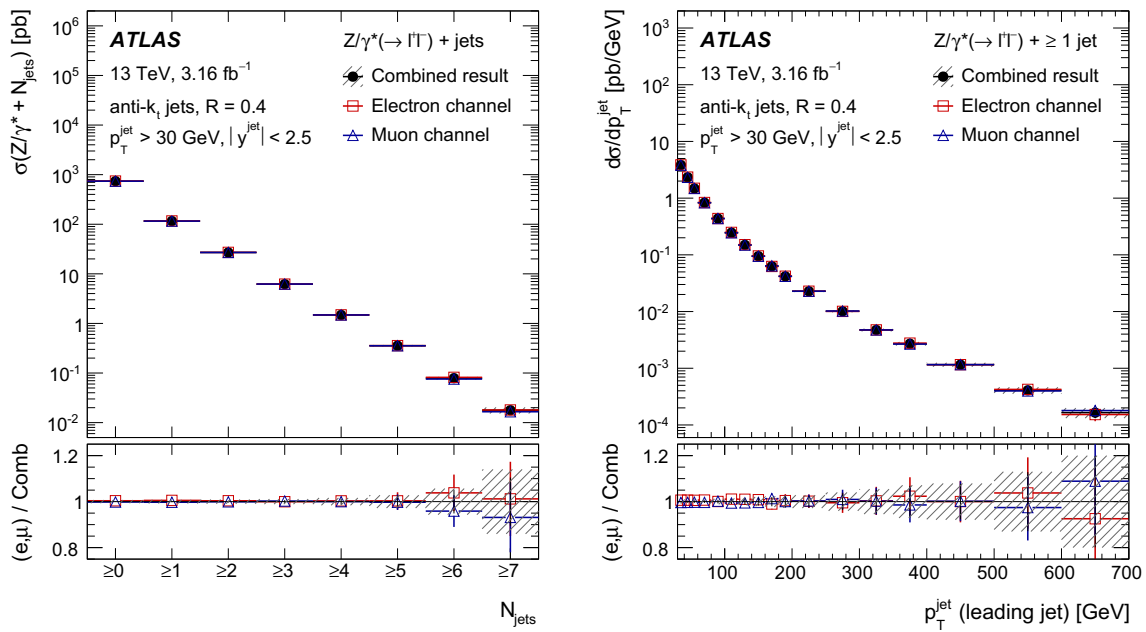 σ(Z/γ* + N_jets) [pb]
10⁶
10⁵
10⁴
10³
10²
10
1
10⁻¹
10⁻²
ATLAS
Z/γ*(→ l⁺l⁻) + jets
13 TeV, 3.16 fb⁻¹
anti-k_t jets, R = 0.4
p_T^jet > 30 GeV, |y^jet| < 2.5
Combined result
Electron channel
Muon channel
(e,μ) / Comb
1.2
1
0.8
≥0 ≥1 ≥2 ≥3 ≥4 ≥5 ≥6 ≥7
N_jets
dσ/dp_T^jet [pb/GeV]
10³
10²
10
1
10⁻¹
10⁻²
10⁻³
10⁻⁴
ATLAS
Z/γ*(→ l⁺l⁻) + ≥ 1 jet
13 TeV, 3.16 fb⁻¹
anti-k_t jets, R = 0.4
p_T^jet > 30 GeV, |y^jet| < 2.5
Combined result
Electron channel
Muon channel
(e,μ) / Comb
1.2
1
0.8
100 200 300 400 500 600 700
p_T^jet (leading jet) [GeV]